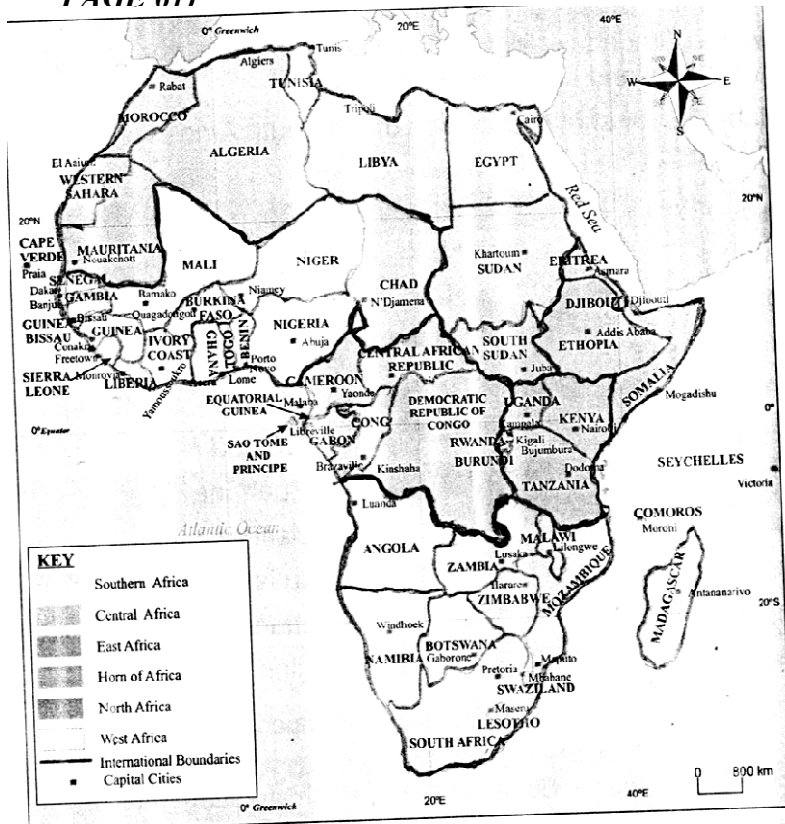 0° Greenwich
20°E
40°E
Tunis
Algiers
TUNISIA
Rabat
MOROCCO
Tripoli
Cairo
ALGERIA
LIBYA
EGYPT
WESTERN
SAHARA
Red Sea
20°N
20°N
CAPE
VERDE
Praia
MAURITANIA
Nouakchott
MALI
NIGER
CHAD
N'Djamena
Khartoum
SUDAN
ERITREA
Asmara
SENEGAL
Dakar
GAMBIA
Banjul
Bamako
Niamey
BURKINA
FASO
Ouagadougou
DJIBOUTI
Djibouti
Addis Ababa
ETHIOPIA
GUINEA
BISSAU
Bissau
GUINEA
Conakry
Freetown
SIERRA
LEONE
Monrovia
LIBERIA
IVORY
COAST
Yamoussoukro
GHANA
TOGO
BENIN
Lome
Porto
Novo
NIGERIA
Abuja
CENTRAL AFRICAN
REPUBLIC
SOUTH
SUDAN
Juba
SOMALIA
Mogadishu
CAMEROON
Yaonde
EQUATORIAL
GUINEA
Malabo
Libreville
GABON
SAO TOME
AND
PRINCIPE
CONG
Brazaville
DEMOCRATIC
REPUBLIC OF
CONGO
Kinshaha
UGANDA
Kampala
KENYA
Nairobi
RWANDA
Kigali
BURUNDI
Bujumbura
Dodoma
TANZANIA
0° Equator
0°
SEYCHELLES
Victoria
Luanda
ANGOLA
Atlantic Ocean
COMOROS
Moroni
MALAWI
Lilongwe
ZAMBIA
Lusaka
Harare
ZIMBABWE
MOZAMBIQUE
MADAGASCAR
Antananarivo
20°S
Windhoek
NAMIBIA
BOTSWANA
Gaborone
Pretoria
Maputo
Mbabane
SWAZILAND
Maseru
LESOTHO
SOUTH AFRICA
N
W
E
S
KEY
Southern Africa
Central Africa
East Africa
Horn of Africa
North Africa
West Africa
International Boundaries
Capital Cities
0
800 km
0° Greenwich
20°E
40°E